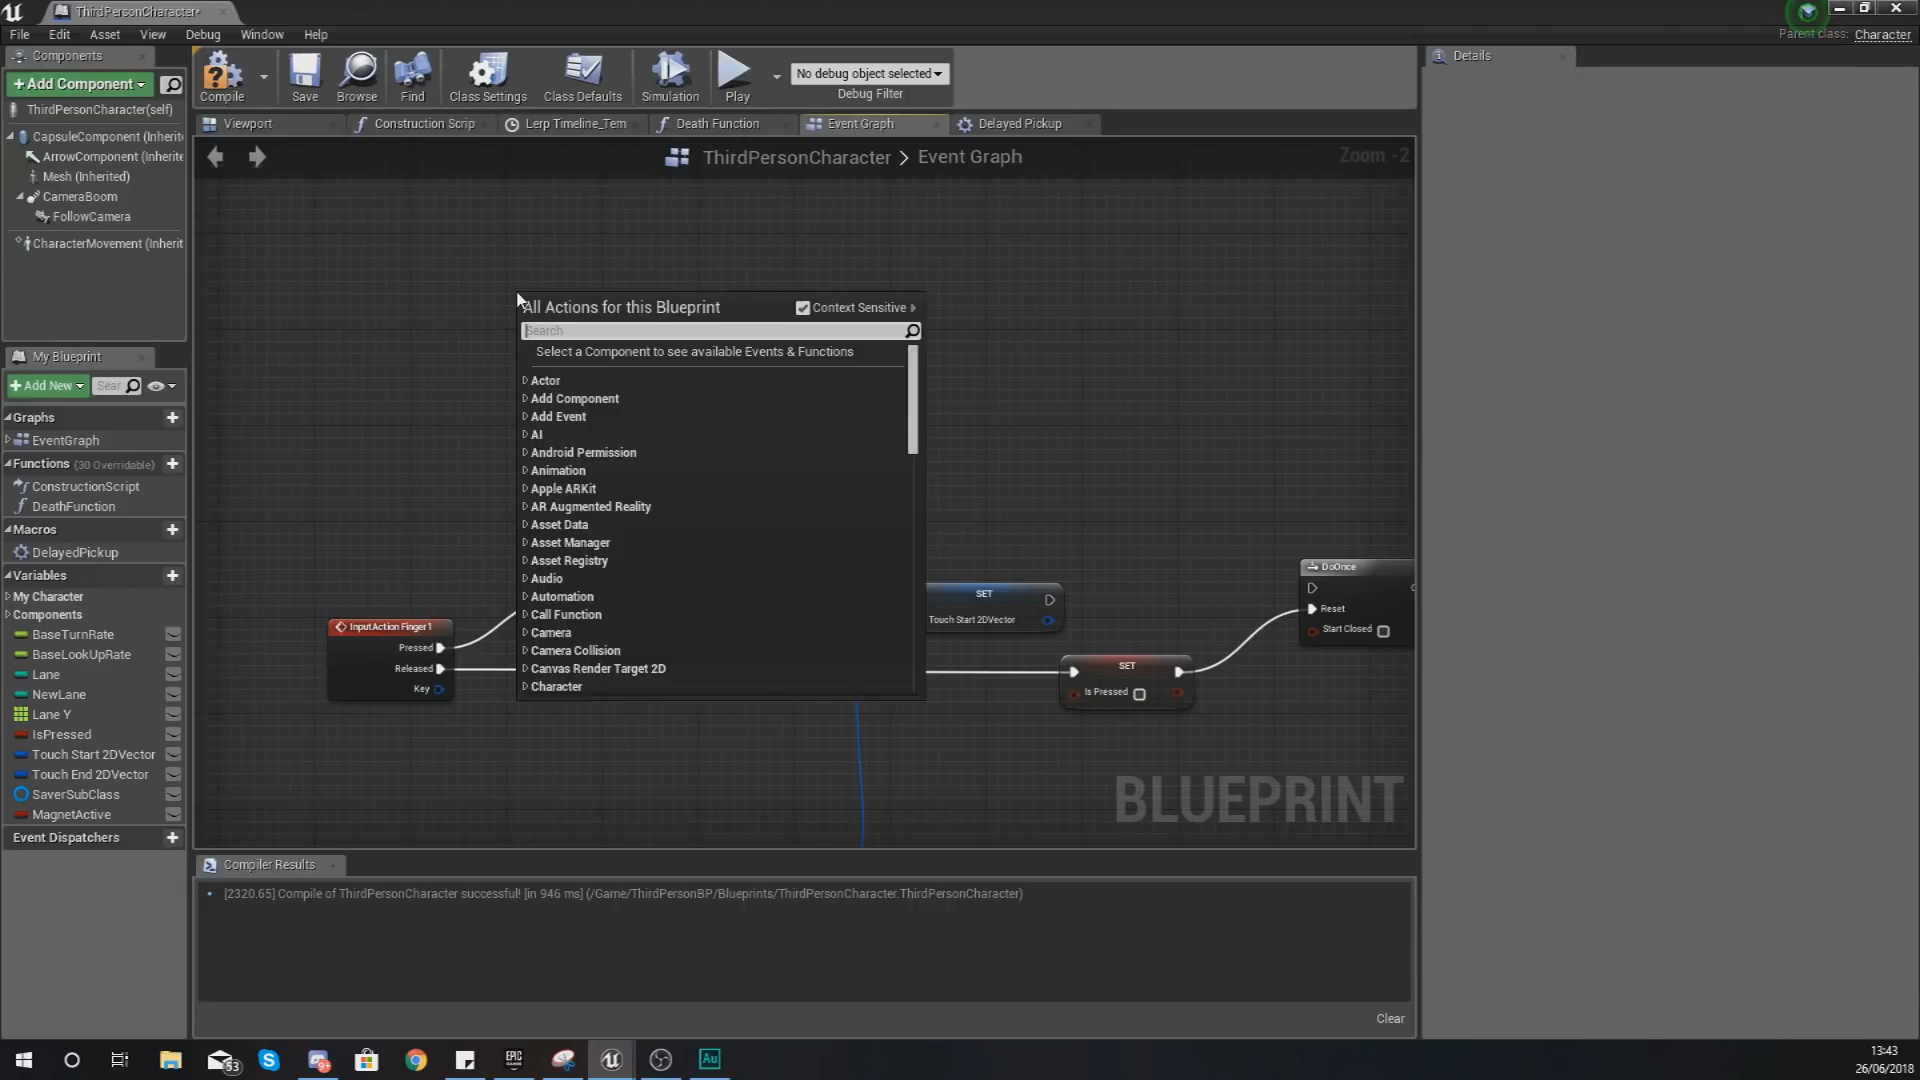 ThirdPersonCharacter*
File Edit Asset View Debug Window Help
Parent class: Character
Components
Details
+Add Component
No debug object selected
Compile Save Browse Find Class Settings Class Defaults Simulation Play Debug Filter
ThirdPersonCharacter(self)
Viewport Construction Scrip Lerp Timeline_Tem Death Function Event Graph Delayed Pickup
CapsuleComponent (Inherite
ArrowComponent (Inherite
Mesh (Inherited)
CameraBoom
FollowCamera
CharacterMovement (Inherit
ThirdPersonCharacter > Event Graph
Zoom -2
All Actions for this Blueprint
Context Sensitive
Search
Select a Component to see available Events & Functions
Actor
Add Component
Add Event
AI
Android Permission
Animation
Apple ARKit
AR Augmented Reality
Asset Data
Asset Manager
Asset Registry
Audio
Automation
Call Function
Camera
Camera Collision
Canvas Render Target 2D
Character
My Blueprint
+Add New
Sear
Graphs
EventGraph
Functions (30 Overridable)
ConstructionScript
DeathFunction
Macros
DelayedPickup
Variables
My Character
Components
BaseTurnRate
BaseLookUpRate
Lane
NewLane
Lane Y
IsPressed
Touch Start 2DVector
Touch End 2DVector
SaverSubClass
MagnetActive
Event Dispatchers
InputAction Finger1
Pressed
Released
Key
SET
Touch Start 2DVector
SET
Is Pressed
DoOnce
Reset
Start Closed
BLUEPRINT
Compiler Results
[2320.65] Compile of ThirdPersonCharacter successful! [in 946 ms] (/Game/ThirdPersonBP/Blueprints/ThirdPersonCharacter.ThirdPersonCharacter)
Clear
53
9+
EPIC
Au
13:43
26/06/2018